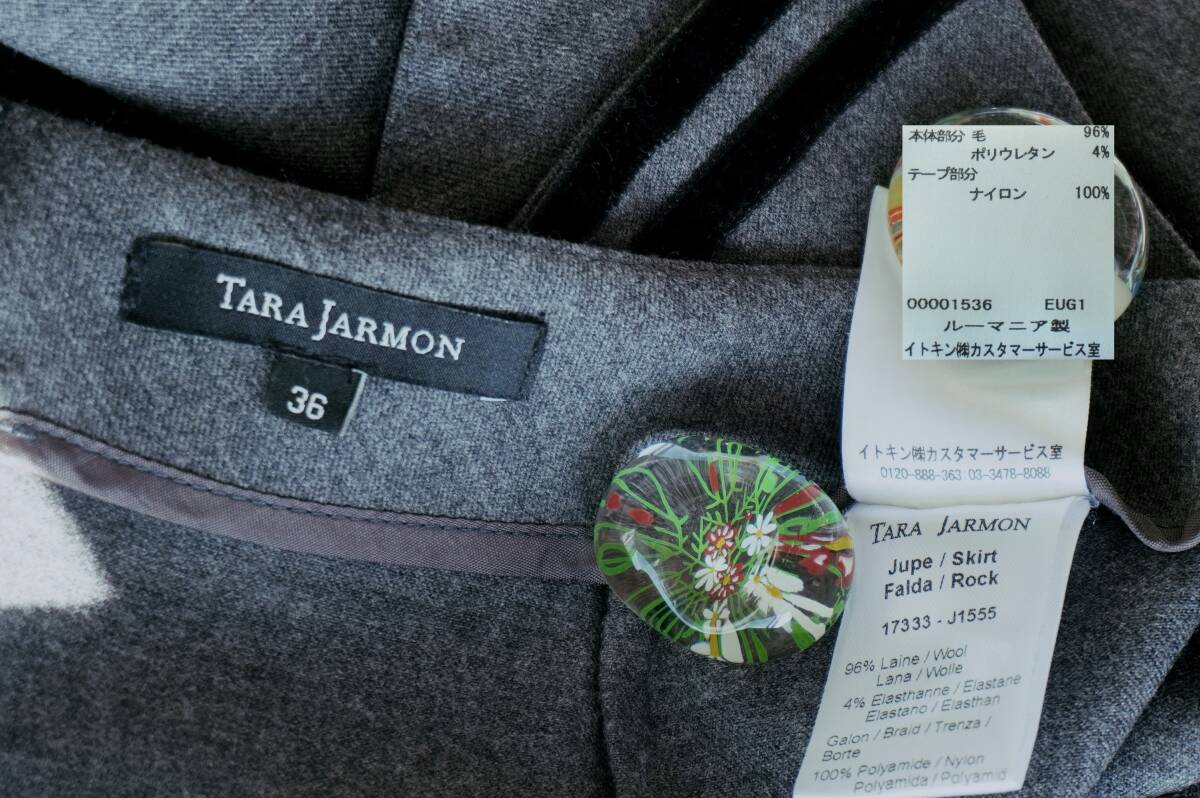 TARA JARMON
36
本体部分 毛 96%
ポリウレタン 4%
テープ部分
ナイロン 100%
00001536 EUG1
ルーマニア製
イトキン㈱カスタマーサービス室
イトキン㈱カスタマーサービス室
0120-888-363 03-3478-8088
TARA JARMON
Jupe / Skirt
Falda / Rock
17333 - J1555
96% Laine / Wool
Lana / Wolle
4% Elasthanne / Elastane
Elastano / Elasthan
Galon / Braid / Trenza /
Borte
100% Polyamide / Nylon
Polyamida / Polyamid